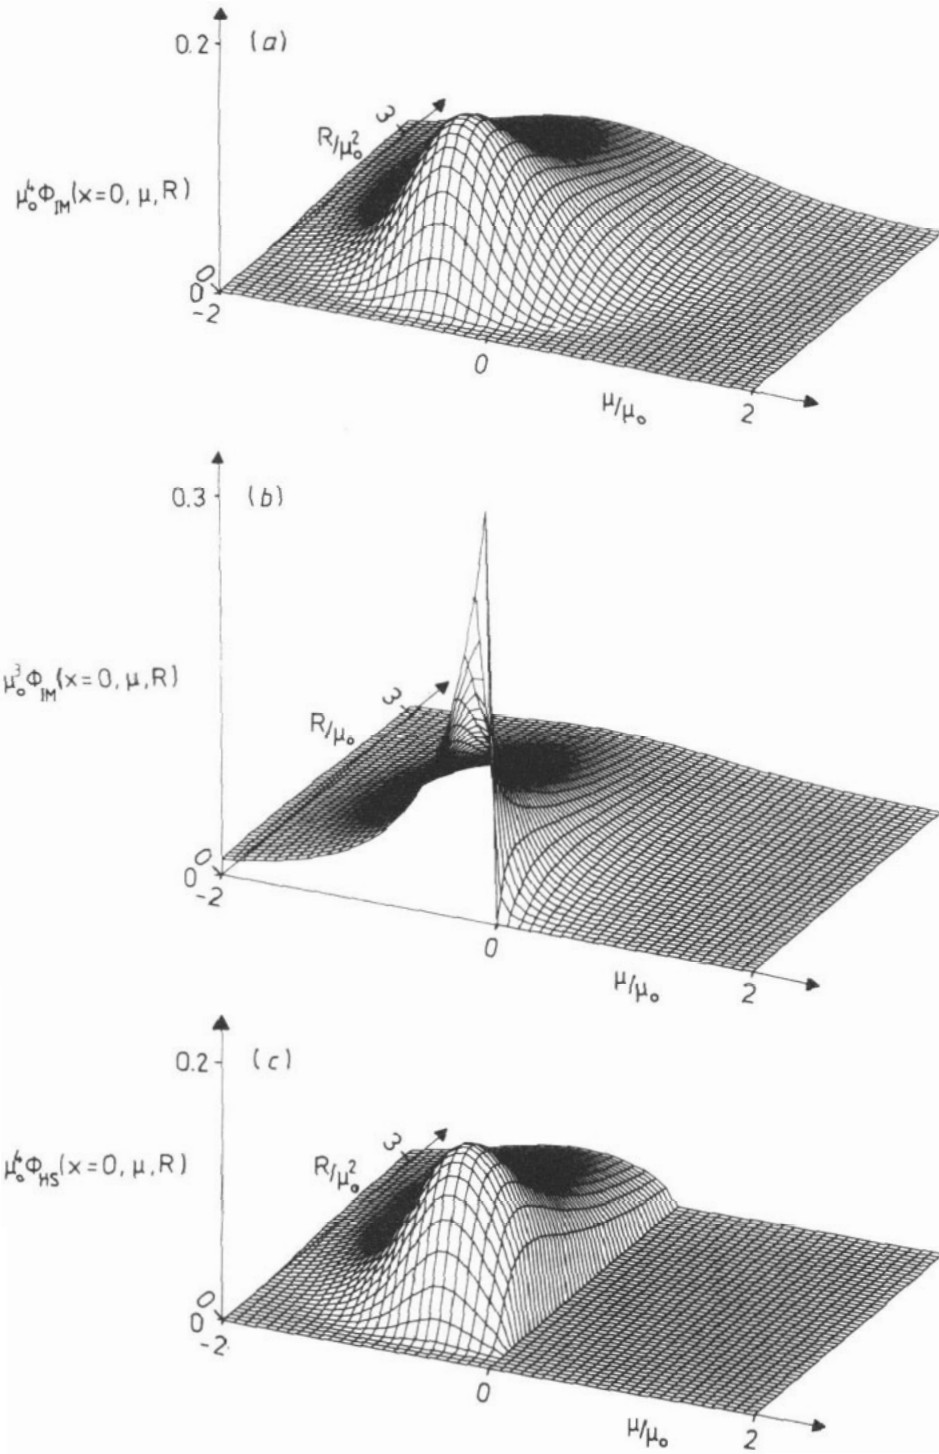 0.2 (a)
3
R/μ₀²
μ₀⁴Φ_IM(x=0, μ, R)
0
0
-2
0
μ/μ₀
2
0.3 (b)
μ₀³Φ_IM(x=0, μ, R)
3
R/μ₀
0
0
-2
0
μ/μ₀
2
0.2 (c)
3
R/μ₀²
μ₀⁴Φ_HS(x=0, μ, R)
0
0
-2
0
μ/μ₀
2